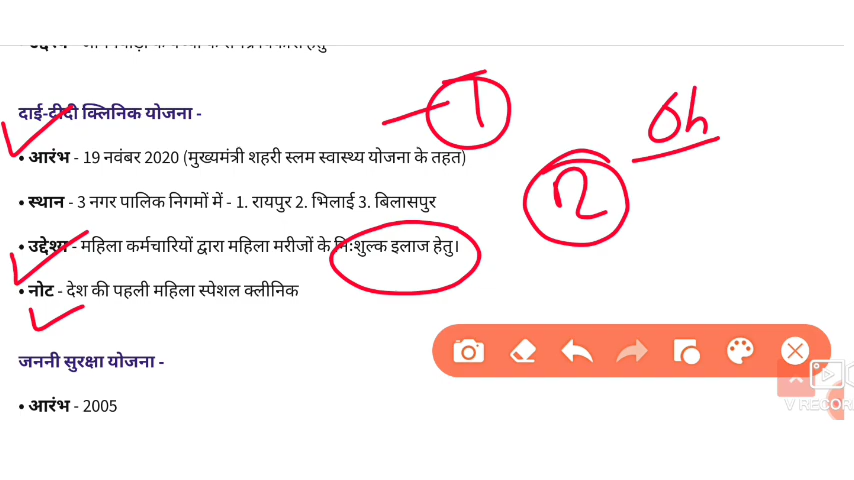 दाई-दीदी क्लिनिक योजना -
1
oh
• आरंभ - 19 नवंबर 2020 (मुख्यमंत्री शहरी स्लम स्वास्थ्य योजना के तहत)
• स्थान - 3 नगर पालिक निगमों में - 1. रायपुर 2. भिलाई 3. बिलासपुर
2
• उद्देश्य - महिला कर्मचारियों द्वारा महिला मरीजों के निःशुल्क इलाज हेतु।
• नोट - देश की पहली महिला स्पेशल क्लीनिक
जननी सुरक्षा योजना -
• आरंभ - 2005
V RECOR